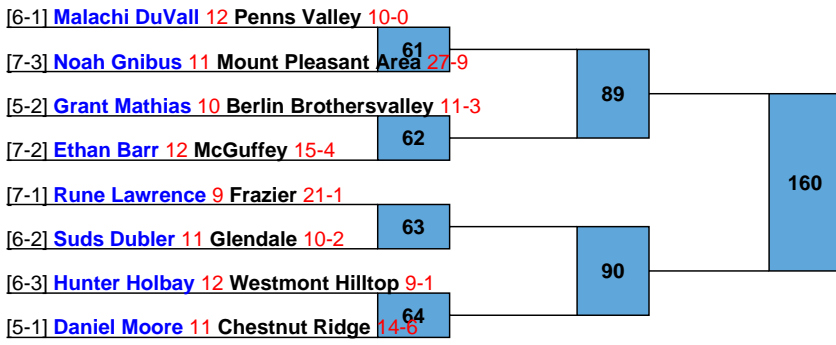 [6-1] Malachi DuVall 12 Penns Valley 10-0
61
[7-3] Noah Gnibus 11 Mount Pleasant Area 27-9
89
[5-2] Grant Mathias 10 Berlin Brothersvalley 11-3
62
[7-2] Ethan Barr 12 McGuffey 15-4
160
[7-1] Rune Lawrence 9 Frazier 21-1
63
[6-2] Suds Dubler 11 Glendale 10-2
90
[6-3] Hunter Holbay 12 Westmont Hilltop 9-1
64
[5-1] Daniel Moore 11 Chestnut Ridge 14-6